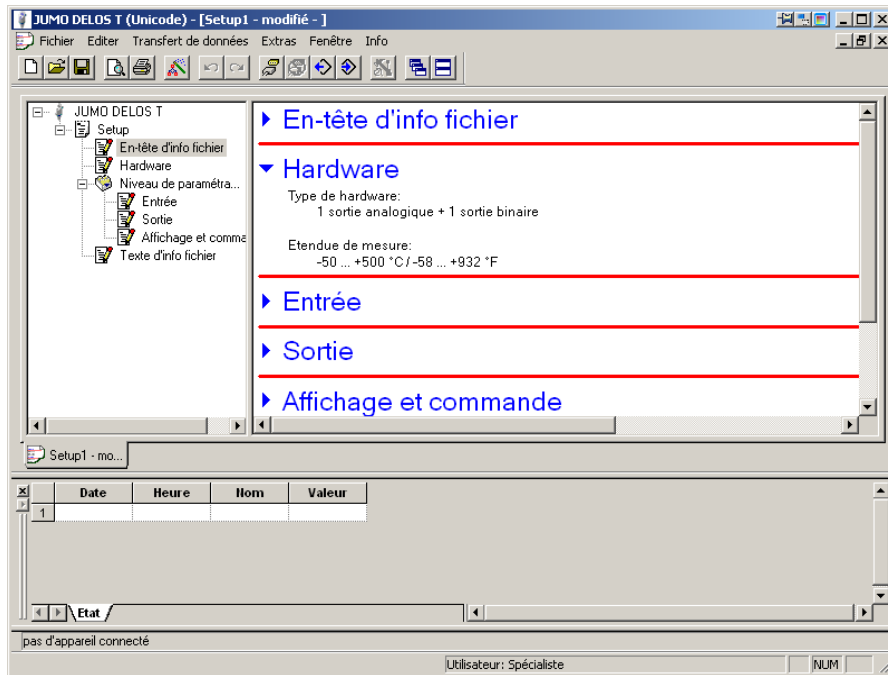 JUMO DELOS T (Unicode) - [Setup1 - modifié - ]
Fichier Editer Transfert de données Extras Fenêtre Info
JUMO DELOS T
Setup
En-tête d'info fichier
Hardware
Niveau de paramétra...
Entrée
Sortie
Affichage et comma
Texte d'info fichier
En-tête d'info fichier
Hardware
Type de hardware:
1 sortie analogique + 1 sortie binaire
Etendue de mesure:
-50 ... +500 °C / -58 ... +932 °F
Entrée
Sortie
Affichage et commande
Setup1 - mo...
Date Heure Nom Valeur
1
Etat
pas d'appareil connecté
Utilisateur: Spécialiste NUM